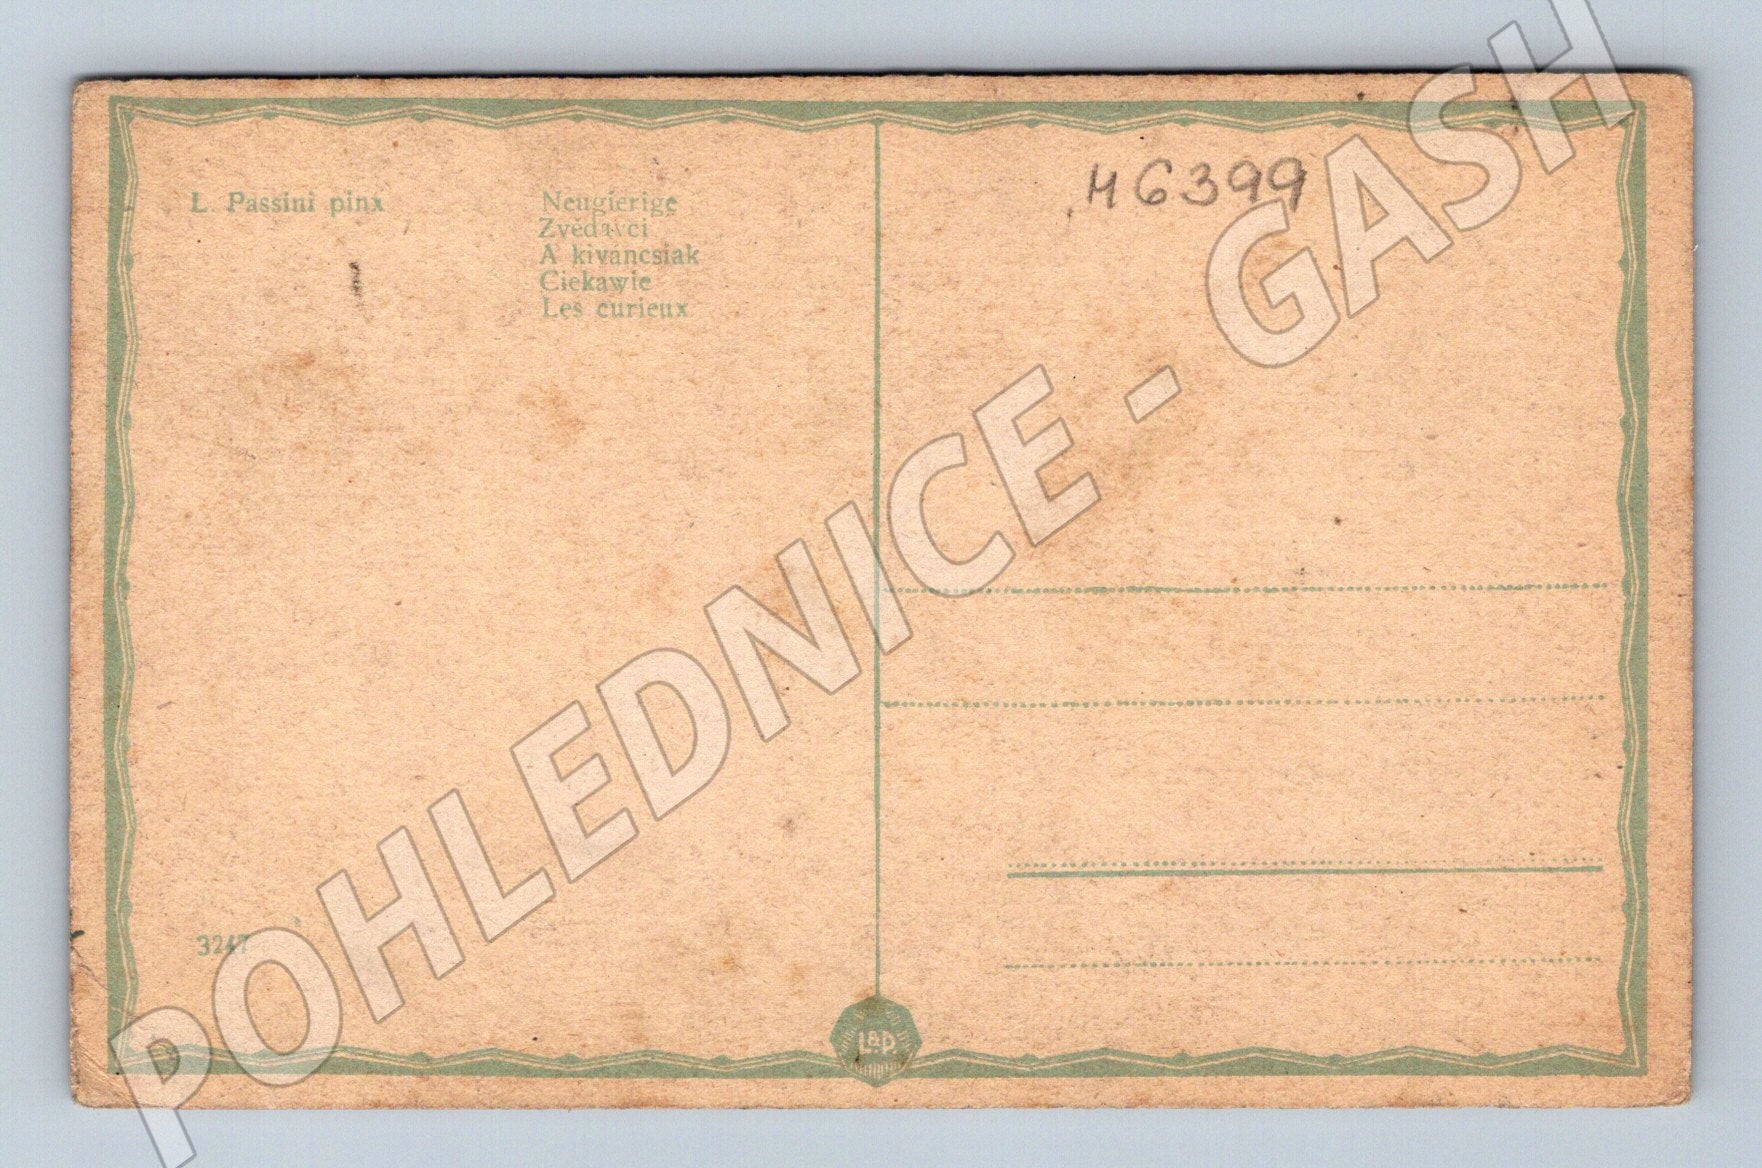 L. Passini pinx
Neugierige
Zvědavci
A kiváncsiak
Ciekawie
Les curieux
H6399
3247
L&P.
POHLEDNICE - GASH